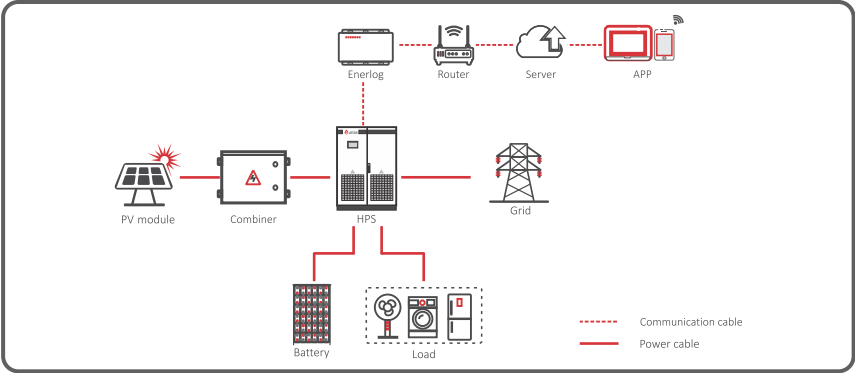 Enerlog
Router
Server
APP
PV module
Combiner
HPS
Grid
Battery
Load
Communication cable
Power cable